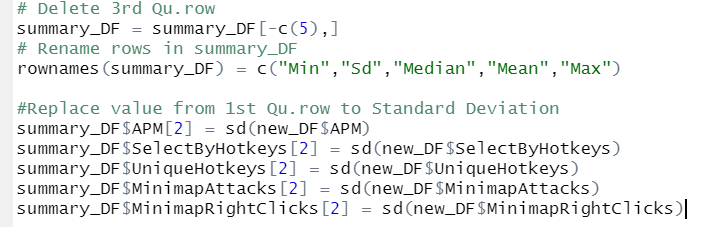 # Delete 3rd Qu.row
summary_DF = summary_DF[-c(5),]
# Rename rows in summary_DF
rownames(summary_DF) = c("Min","Sd","Median","Mean","Max")
#Replace value from 1st Qu.row to Standard Deviation
summary_DF$APM[2] = sd(new_DF$APM)
summary_DF$SelectByHotkeys[2] = sd(new_DF$SelectByHotkeys)
summary_DF$UniqueHotkeys[2] = sd(new_DF$UniqueHotkeys)
summary_DF$MinimapAttacks[2] = sd(new_DF$MinimapAttacks)
summary_DF$MinimapRightClicks[2] = sd(new_DF$MinimapRightClicks)